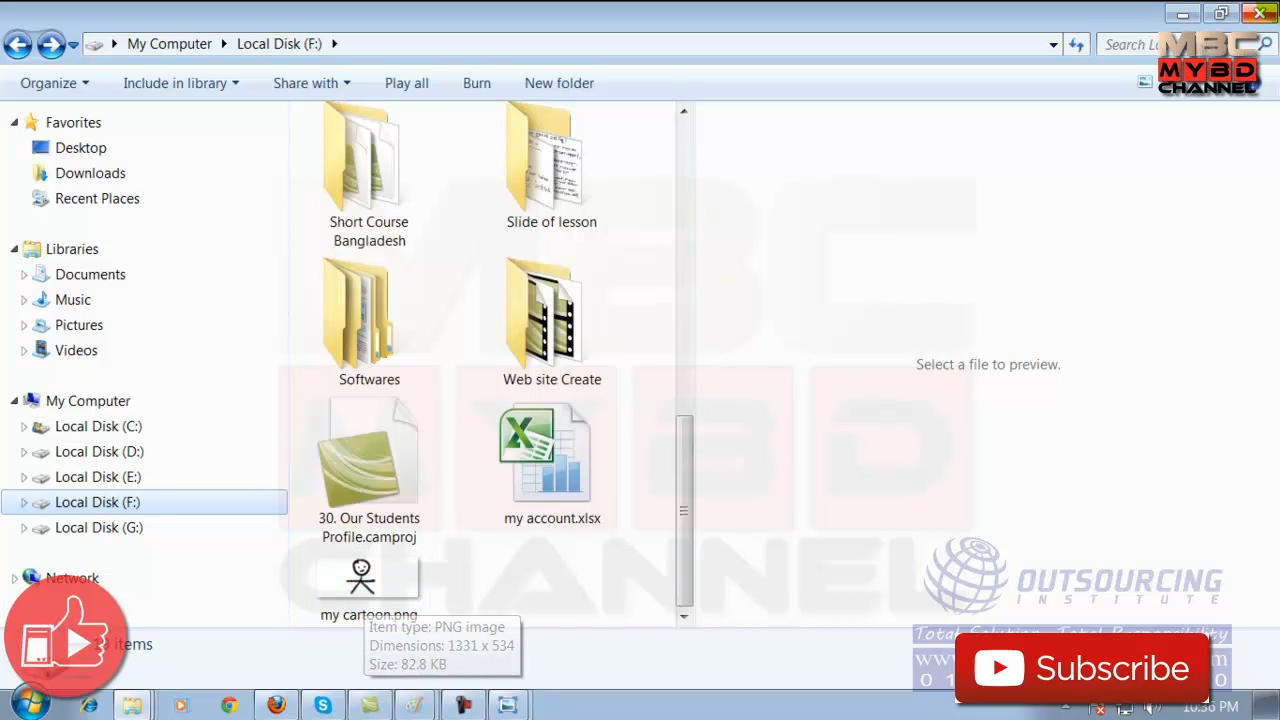 My Computer
Local Disk (F:)
MBC
MYBD
CHANNEL
Organize
Include in library
Share with
Play all
Burn
New folder
Favorites
Desktop
Downloads
Recent Places
Libraries
Documents
Music
Pictures
Videos
My Computer
Local Disk (C:)
Local Disk (D:)
Local Disk (E:)
Local Disk (F:)
Local Disk (G:)
Network
Short Course
Bangladesh
Slide of lesson
Softwares
Web site Create
30. Our Students
Profile.camproj
my account.xlsx
my cartoon.png
Item type: PNG image
Dimensions: 1331 x 534
Size: 82.8 KB
Select a file to preview.
MBC
MYBD
CHANNEL
items
OUTSOURCING
INSTITUTE
Total Solution, Total Responsibility
Subscribe
10:36 PM